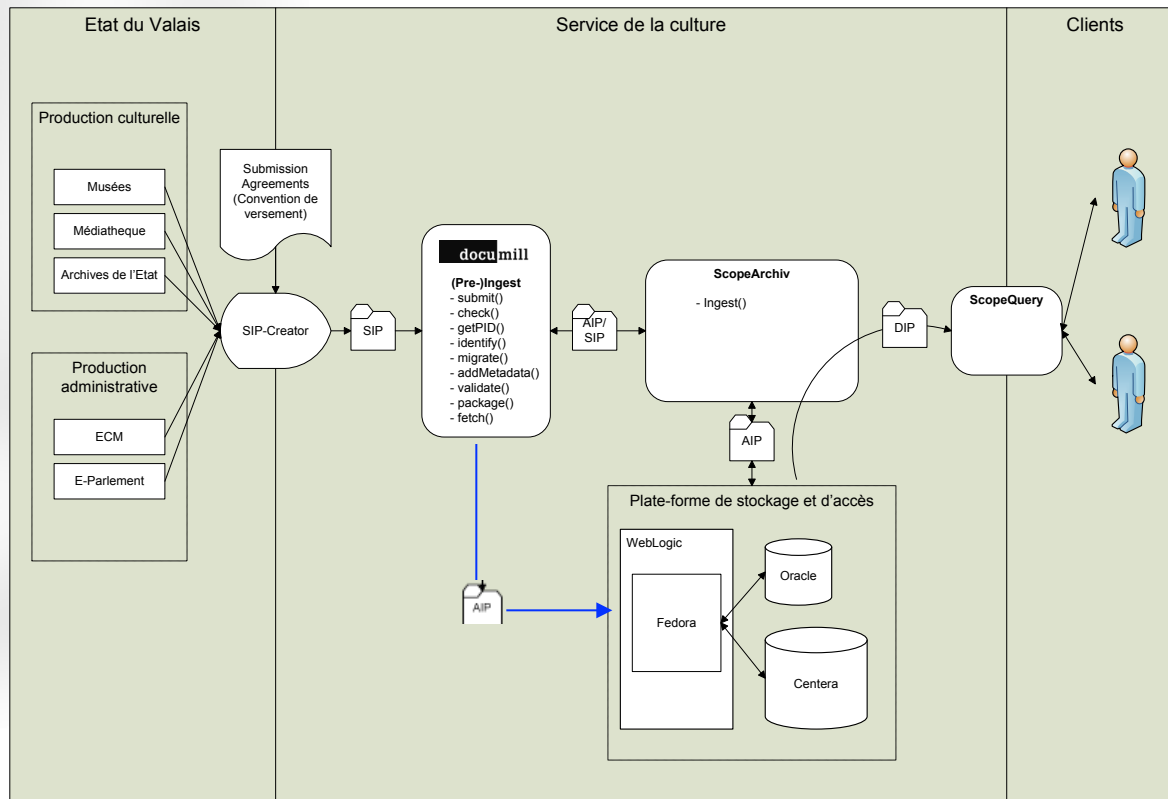 Etat du Valais
Service de la culture
Clients
Production culturelle
Musées
Médiatheque
Archives de l'Etat
Production
administrative
ECM
E-Parlement
Submission
Agreements
(Convention de
versement)
SIP-Creator
SIP
documill
(Pre-)Ingest
- submit()
- check()
- getPID()
- identify()
- migrate()
- addMetadata()
- validate()
- package()
- fetch()
AIP/
SIP
ScopeArchiv
- Ingest()
DIP
ScopeQuery
AIP
AIP
Plate-forme de stockage et d'accès
WebLogic
Fedora
Oracle
Centera